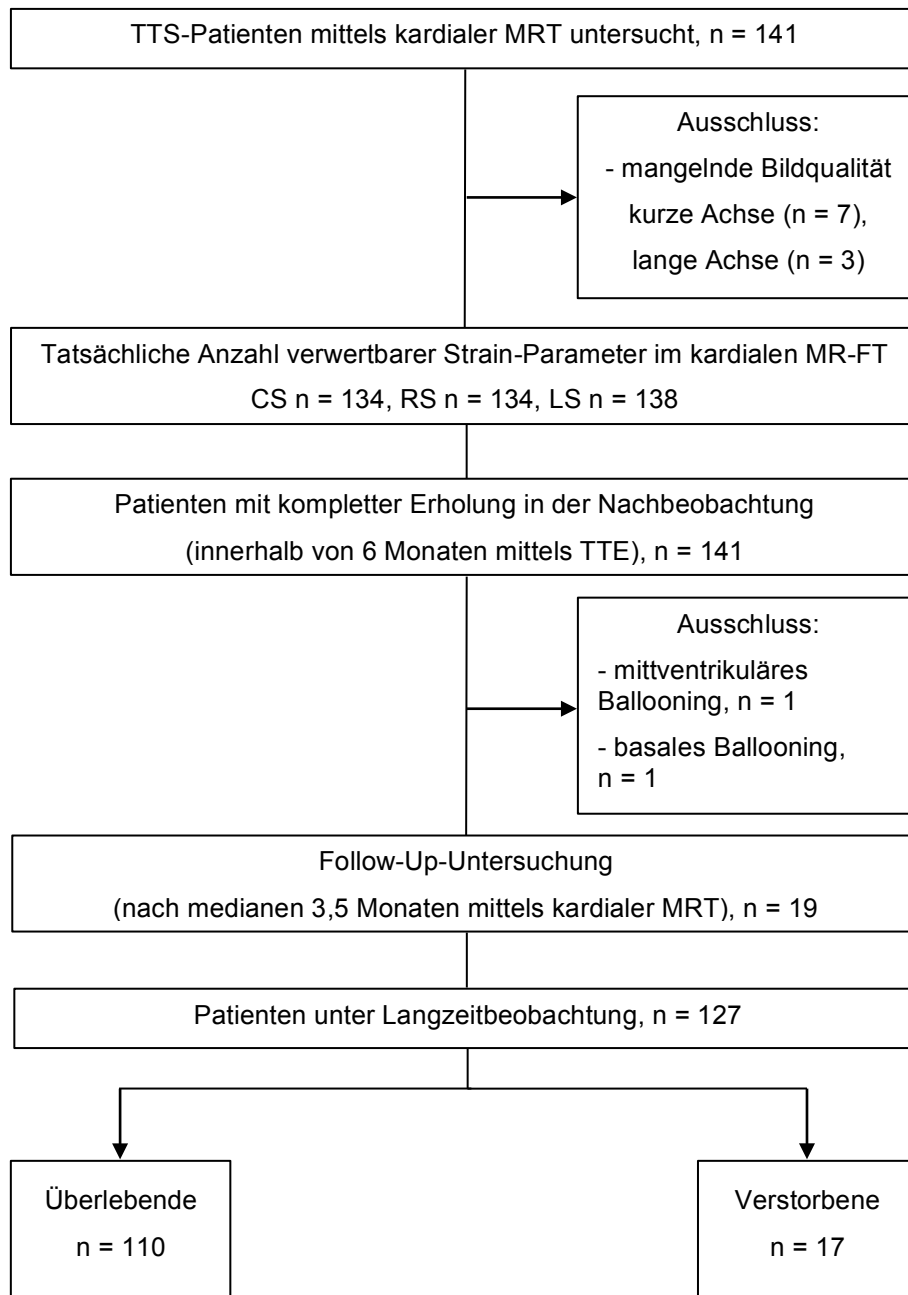 TTS-Patienten mittels kardialer MRT untersucht, n = 141
Ausschluss:
- mangelnde Bildqualität
kurze Achse (n = 7),
lange Achse (n = 3)
Tatsächliche Anzahl verwertbarer Strain-Parameter im kardialen MR-FT
CS n = 134, RS n = 134, LS n = 138
Patienten mit kompletter Erholung in der Nachbeobachtung
(innerhalb von 6 Monaten mittels TTE), n = 141
Ausschluss:
- mittventrikuläres
Ballooning, n = 1
- basales Ballooning,
n = 1
Follow-Up-Untersuchung
(nach medianen 3,5 Monaten mittels kardialer MRT), n = 19
Patienten unter Langzeitbeobachtung, n = 127
Überlebende
n = 110
Verstorbene
n = 17